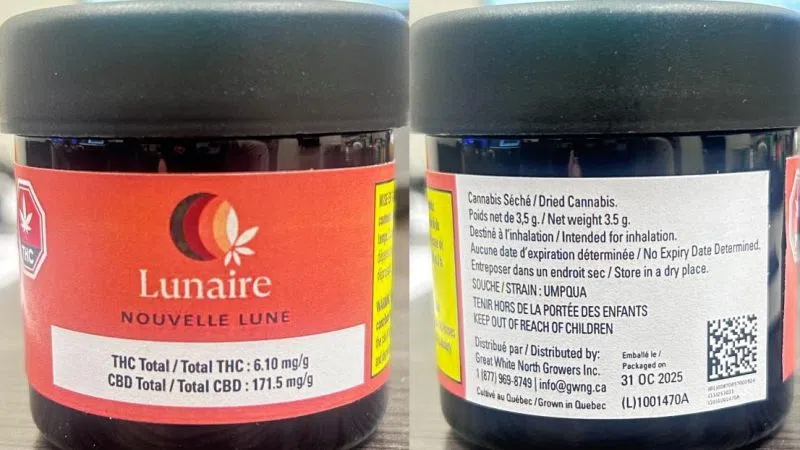 THC
Lunaire
NOUVELLE LUNE
THC Total / Total THC : 6.10 mg/g
CBD Total / Total CBD : 171.5 mg/g
Cannabis Séché / Dried Cannabis.
Poids net de 3,5 g. / Net weight 3.5 g.
Destiné à l'inhalation / Intended for inhalation.
Aucune date d'expiration déterminée / No Expiry Date Determined.
Entreposer dans un endroit sec / Store in a dry place.
SOUCHE / STRAIN : UMPQUA
TENIR HORS DE LA PORTÉE DES ENFANTS
KEEP OUT OF REACH OF CHILDREN
Distribué par / Distributed by:
Great White North Growers Inc.
1 (877) 969-8749 | info@gwng.ca
Cultivé au Québec / Grown in Quebec
Emballé le /
Packaged on
31 OC 2025
(L)1001470A